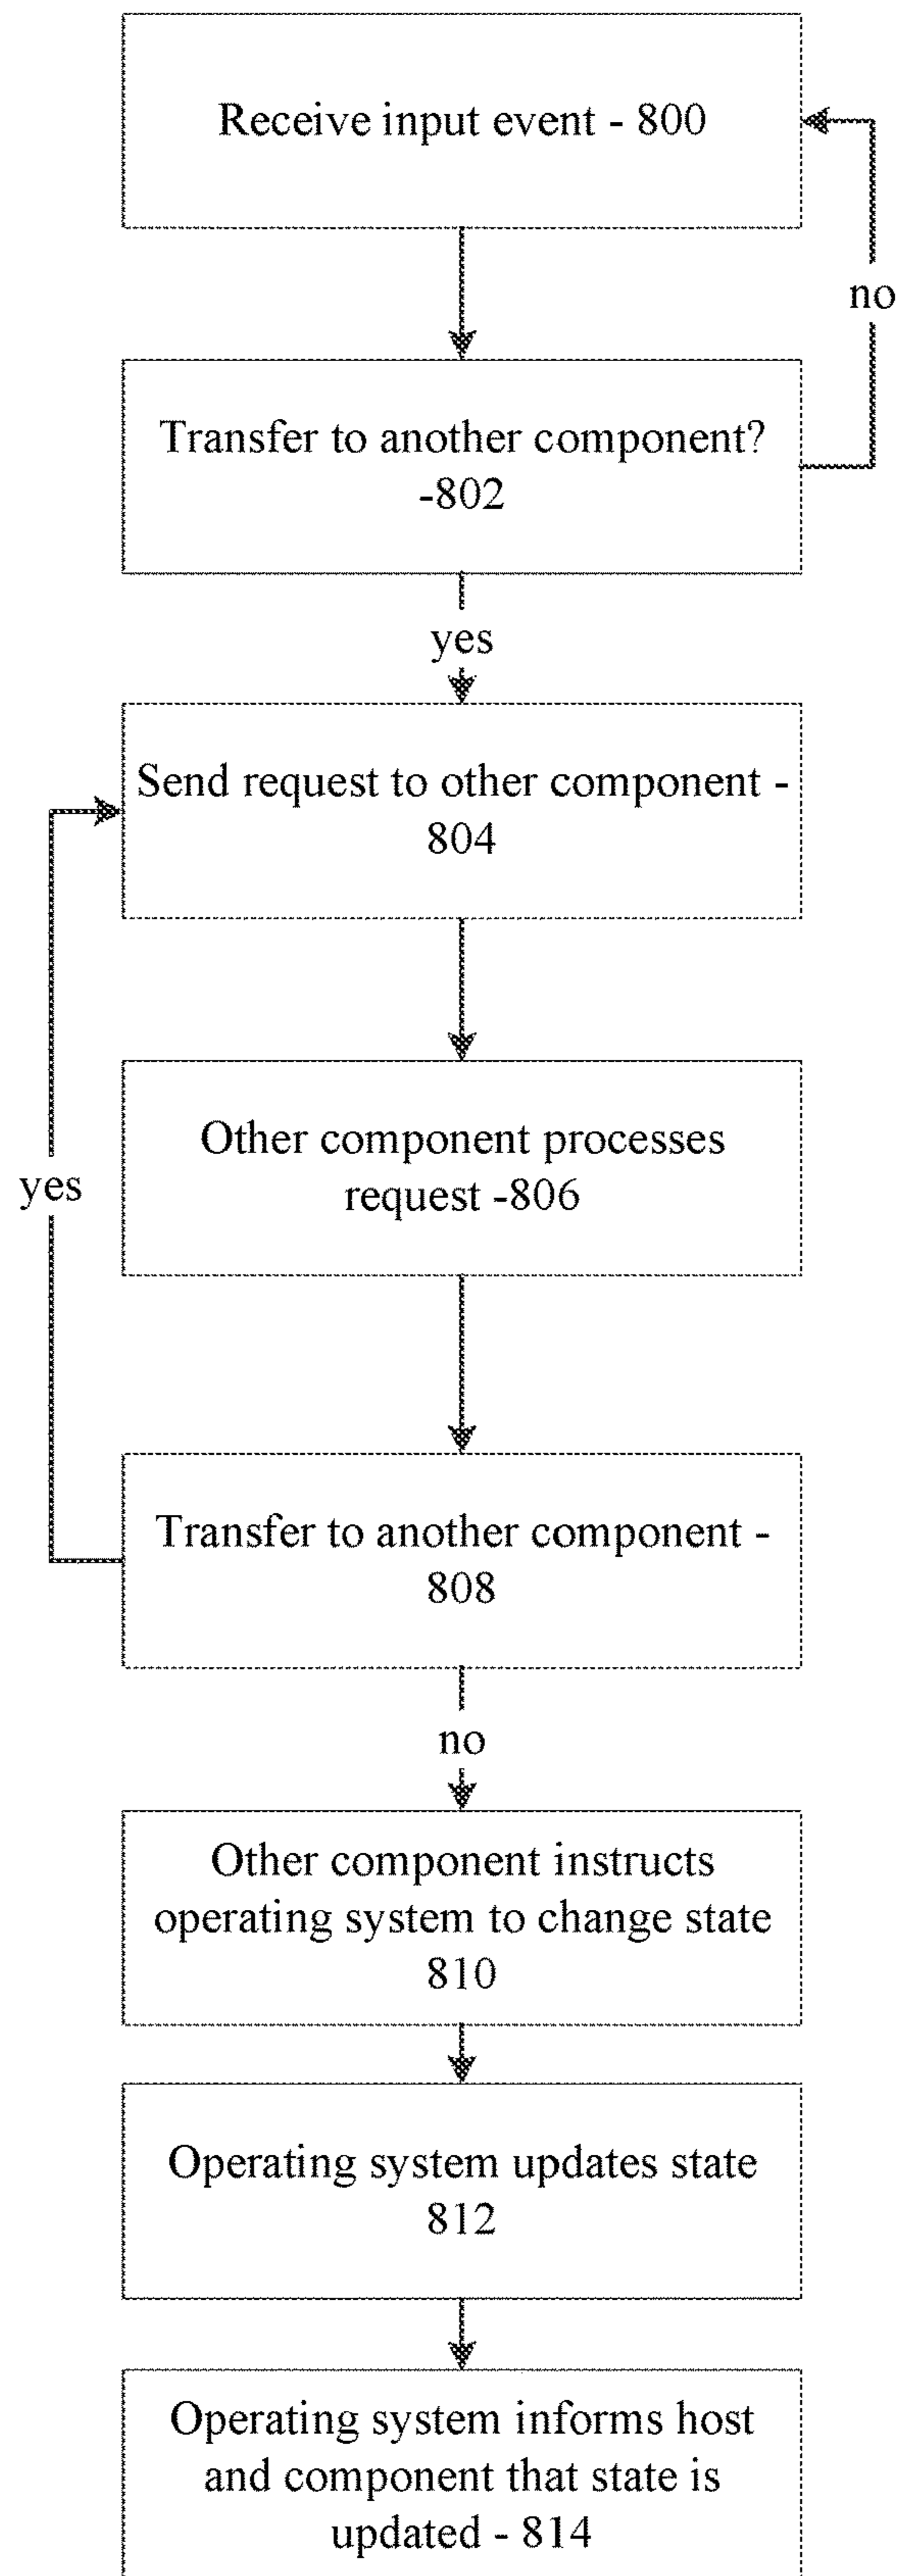 Receive input event - 800
no
Transfer to another component?
-802
yes
Send request to other component -
804
Other component processes
request -806
yes
Transfer to another component -
808
no
Other component instructs
operating system to change state
810
Operating system updates state
812
Operating system informs host
and component that state is
updated - 814